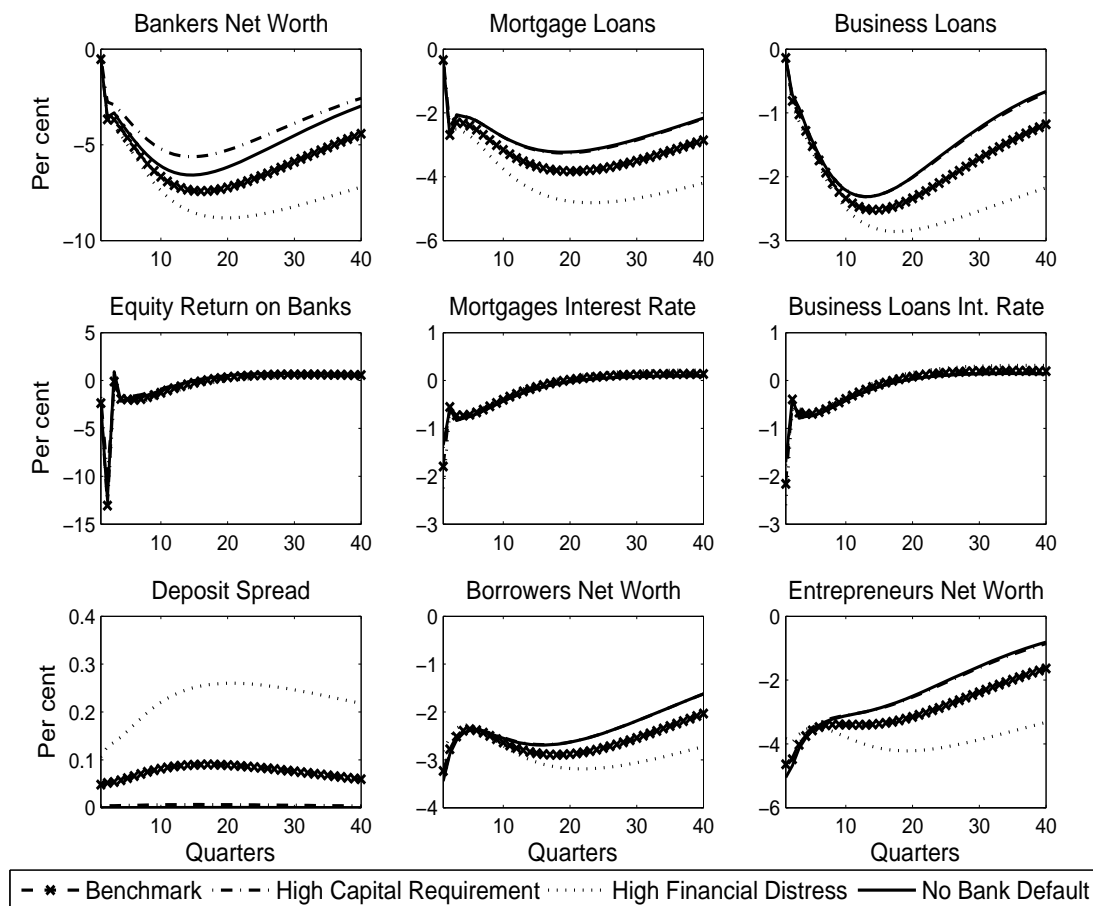 Bankers Net Worth
Mortgage Loans
Business Loans
Per cent
0
−5
−10
10 20 30 40
0
−2
−4
−6
10 20 30 40
0
−1
−2
−3
10 20 30 40
Equity Return on Banks
Mortgages Interest Rate
Business Loans Int. Rate
Per cent
5
0
−5
−10
−15
10 20 30 40
1
0
−1
−2
−3
10 20 30 40
1
0
−1
−2
−3
10 20 30 40
Deposit Spread
Borrowers Net Worth
Entrepreneurs Net Worth
Per cent
0.4
0.3
0.2
0.1
0
10 20 30 40
Quarters
0
−1
−2
−3
−4
10 20 30 40
Quarters
0
−2
−4
−6
10 20 30 40
Quarters
Benchmark High Capital Requirement High Financial Distress No Bank Default